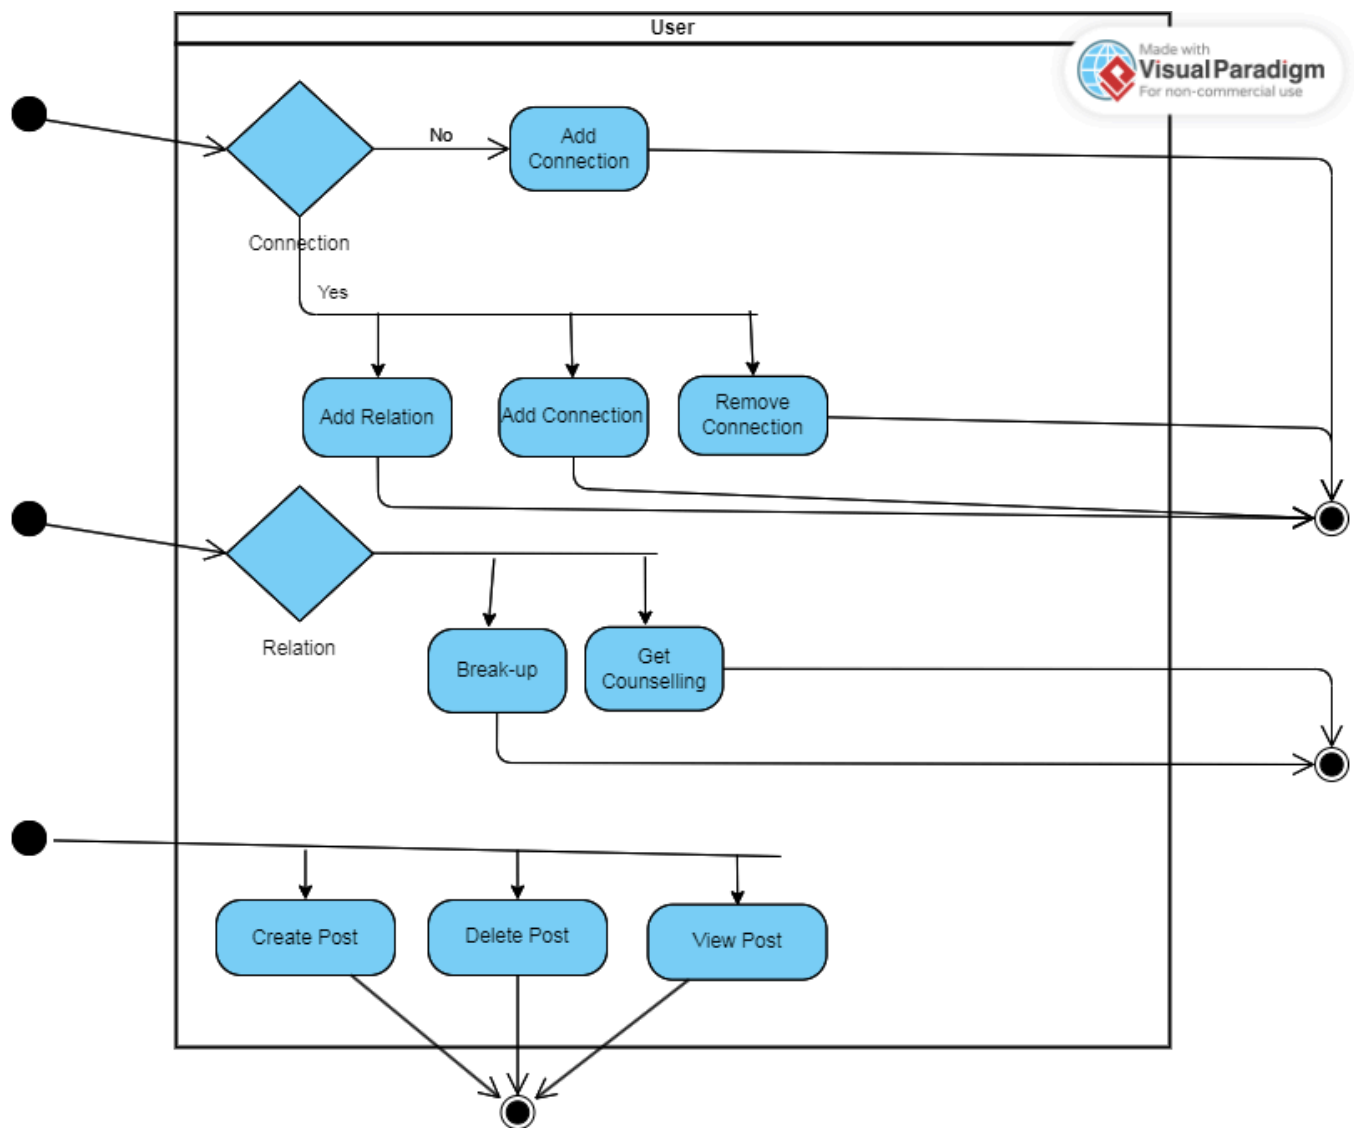 User
Made with
Visual Paradigm
For non-commercial use
No
Add
Connection
Connection
Yes
Add Relation
Add Connection
Remove
Connection
Relation
Break-up
Get
Counselling
Create Post
Delete Post
View Post